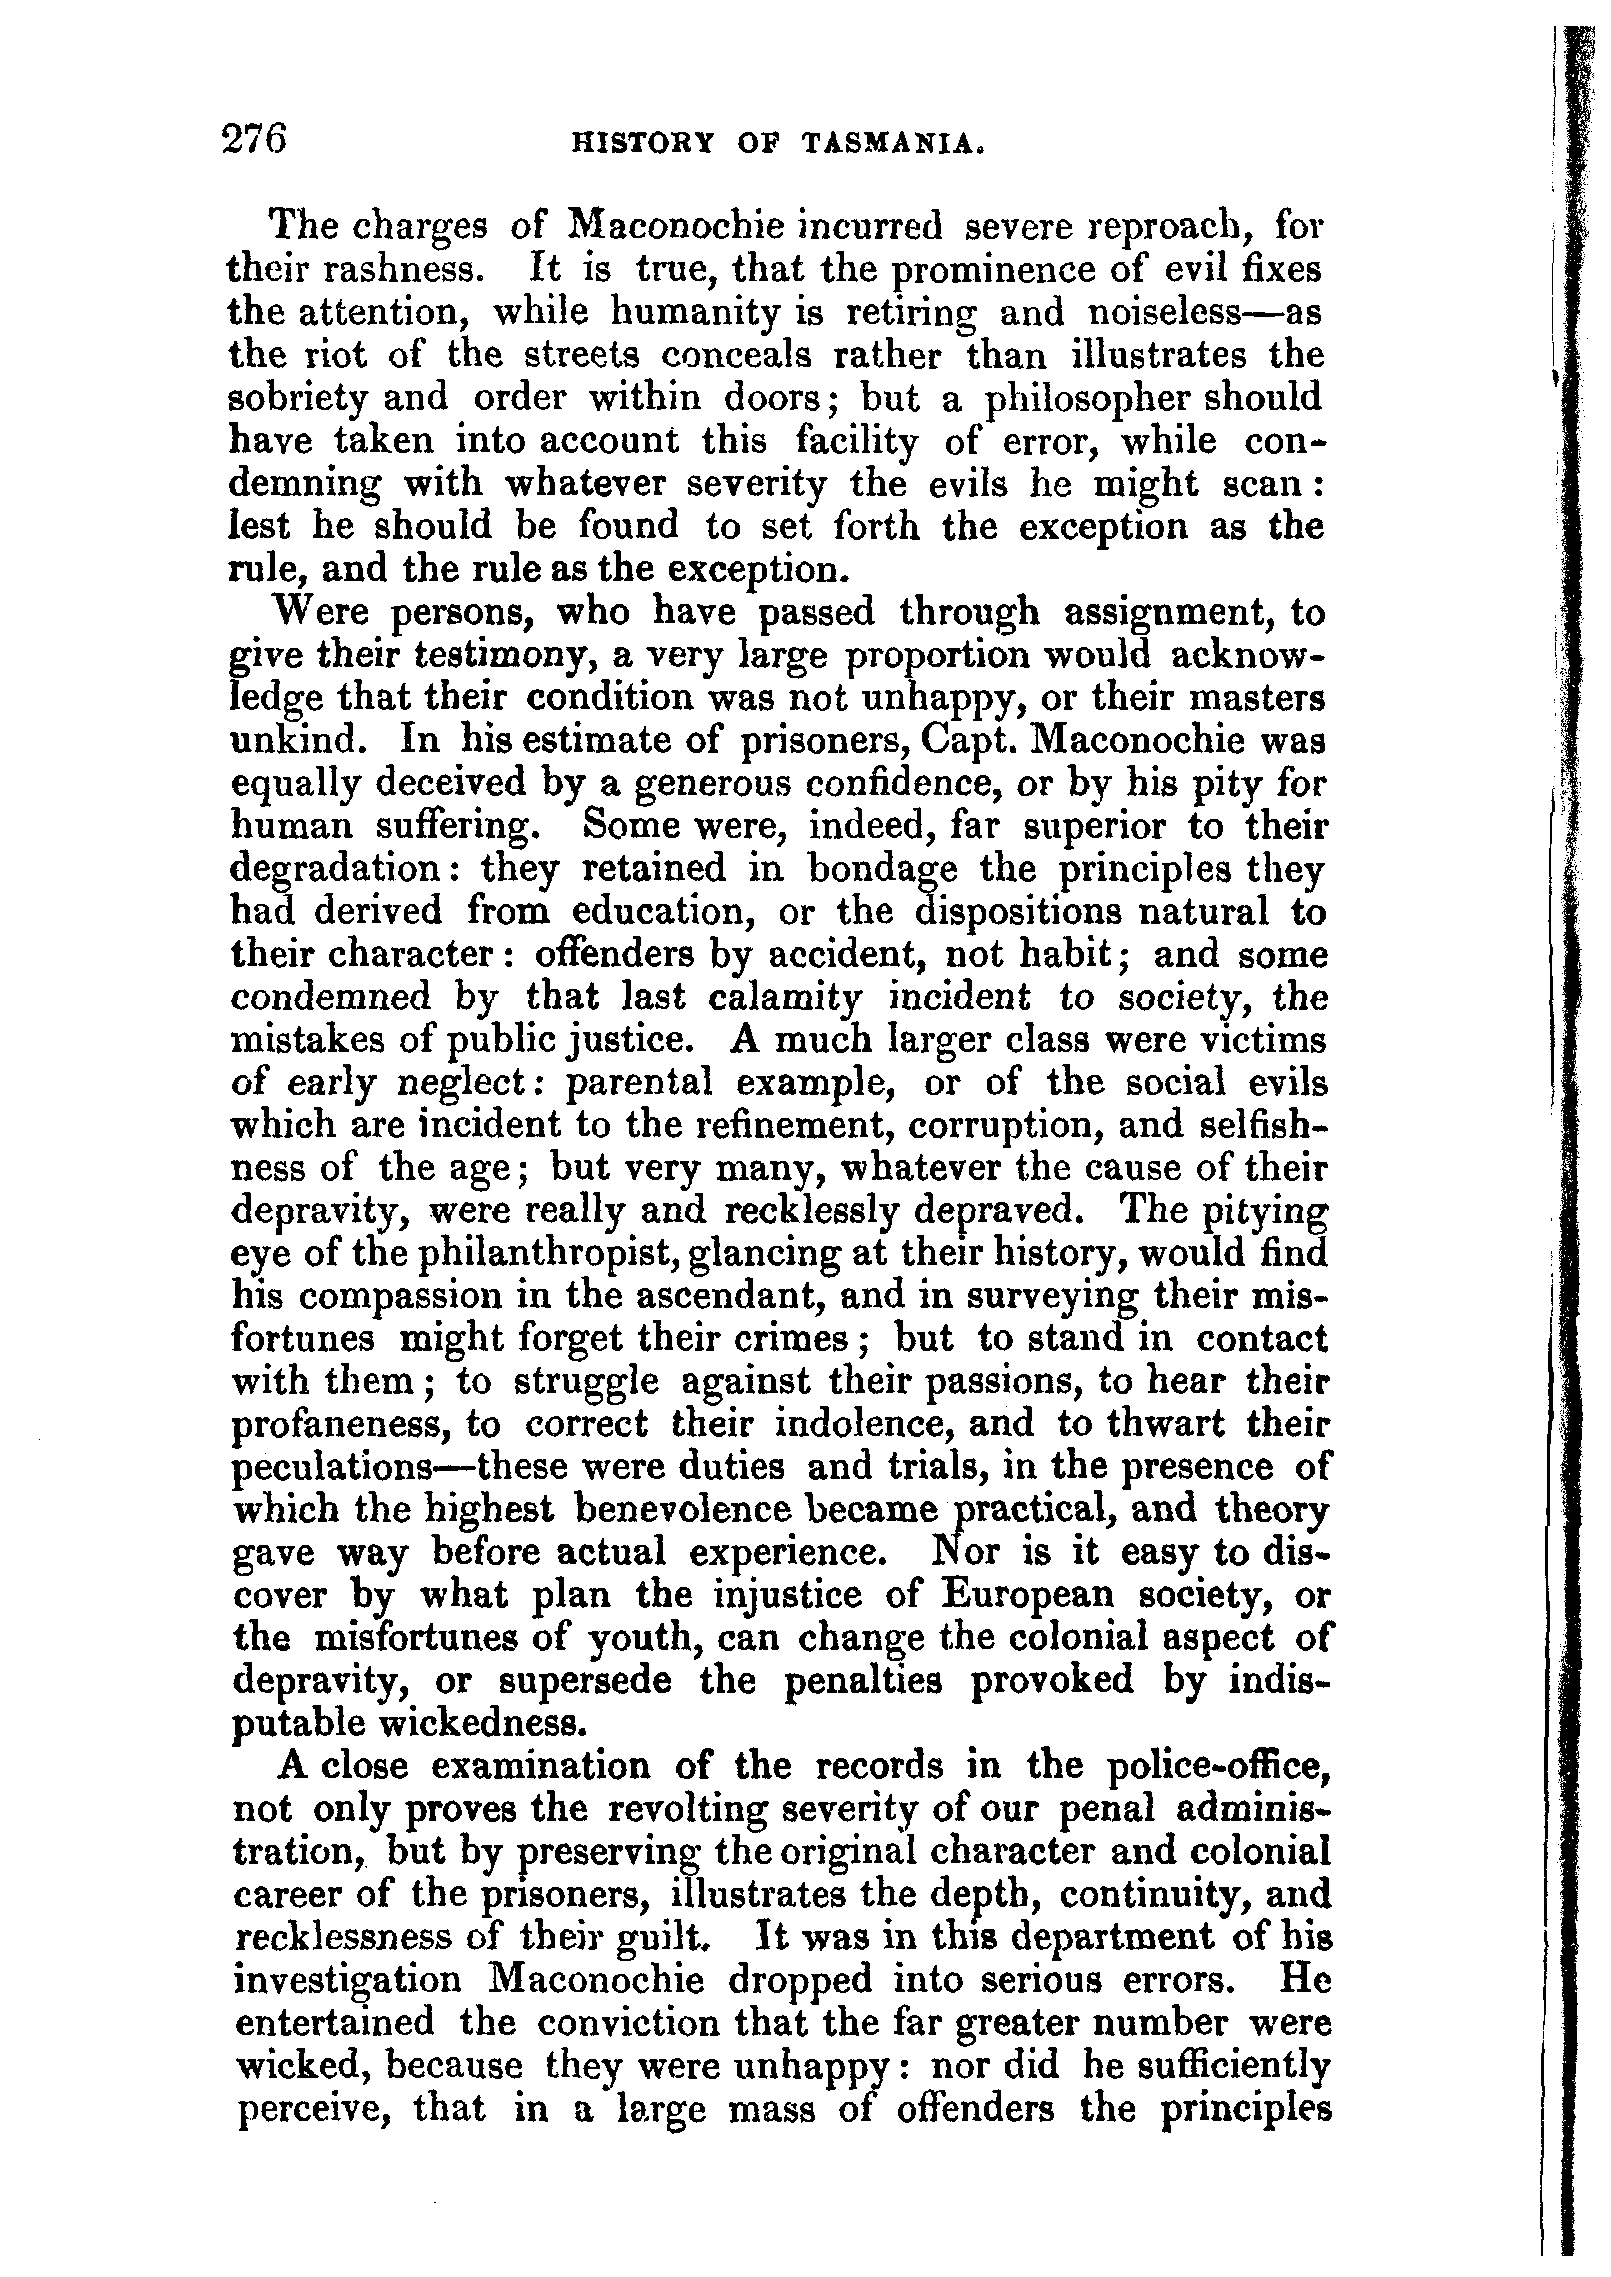 276 HISTORY OF TASMANIA.
The charges of Maconochie incurred severe reproach, for
their rashness. It is true, that the prominence of evil fixes
the attention, while humanity is retiring and noiseless—as
the riot of the streets conceals rather than illustrates the
sobriety and order within doors; but a philosopher should
have taken into account this facility of error, while con-
demning with whatever severity the evils he might scan:
lest he should be found to set forth the exception as the
rule, and the rule as the exception.
Were persons, who have passed through assignment, to
give their testimony, a very large proportion would acknow-
ledge that their condition was not unhappy, or their masters
unkind. In his estimate of prisoners, Capt. Maconochie was
equally deceived by a generous confidence, or by his pity for
human suffering. Some were, indeed, far superior to their
degradation: they retained in bondage the principles they
had derived from education, or the dispositions natural to
their character: offenders by accident, not habit; and some
condemned by that last calamity incident to society, the
mistakes of public justice. A much larger class were victims
of early neglect: parental example, or of the social evils
which are incident to the refinement, corruption, and selfish-
ness of the age; but very many, whatever the cause of their
depravity, were really and recklessly depraved. The pitying
eye of the philanthropist, glancing at their history, would find
his compassion in the ascendant, and in surveying their mis-
fortunes might forget their crimes; but to stand in contact
with them; to struggle against their passions, to hear their
profaneness, to correct their indolence, and to thwart their
peculations—these were duties and trials, in the presence of
which the highest benevolence became practical, and theory
gave way before actual experience. Nor is it easy to dis-
cover by what plan the injustice of European society, or
the misfortunes of youth, can change the colonial aspect of
depravity, or supersede the penalties provoked by indis-
putable wickedness.
A close examination of the records in the police-office,
not only proves the revolting severity of our penal adminis-
tration, but by preserving the original character and colonial
career of the prisoners, illustrates the depth, continuity, and
recklessness of their guilt. It was in this department of his
investigation Maconochie dropped into serious errors. He
entertained the conviction that the far greater number were
wicked, because they were unhappy: nor did he sufficiently
perceive, that in a large mass of offenders the principles